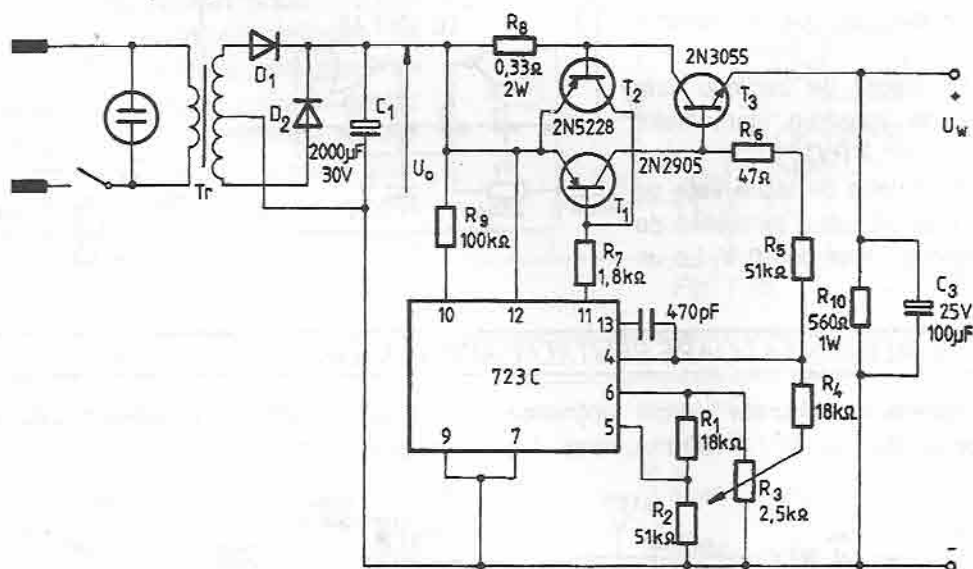 R8
0,33Ω
2W
2N3055
D1
T2
T3
+
D2
C1
2N5228
Uw
2000µF
30V
Uo
2N2905
R6
47Ω
Tr
T1
R9
100kΩ
R7
1,8kΩ
R5
51kΩ
C3
25V
100µF
R10
560Ω
1W
10
12
11
13
470pF
4
723C
6
5
R4
18kΩ
R1
18kΩ
9
7
R2
51kΩ
R3
2,5kΩ
-